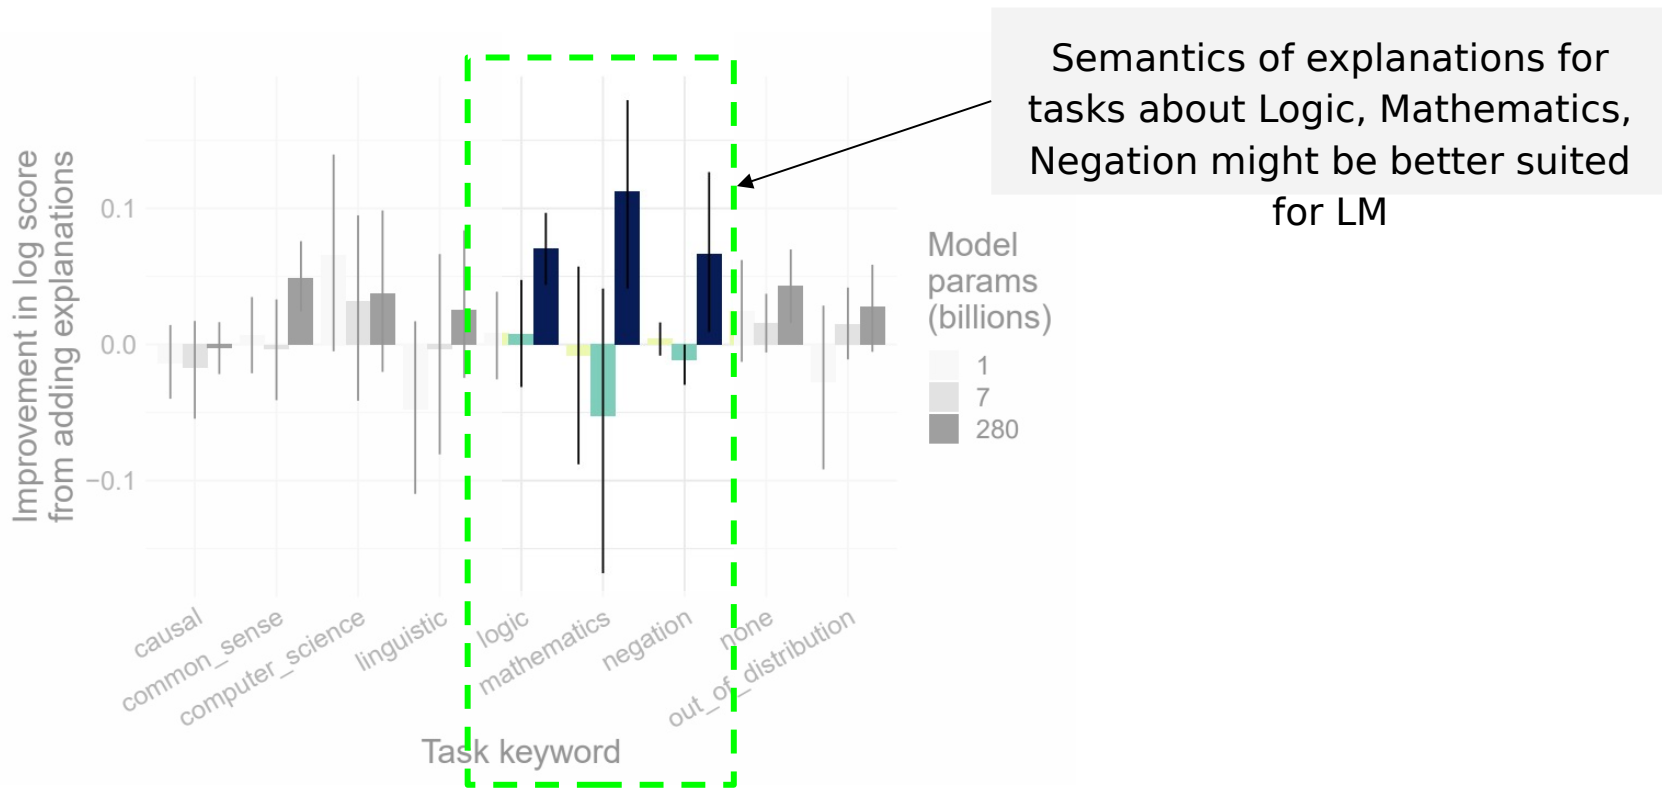 Semantics of explanations for
tasks about Logic, Mathematics,
Negation might be better suited
for LM
Improvement in log score
from adding explanations
0.1
0.0
−0.1
causal
common_sense
computer_science
linguistic
logic
mathematics
negation
none
out_of_distribution
Task keyword
Model
params
(billions)
1
7
280